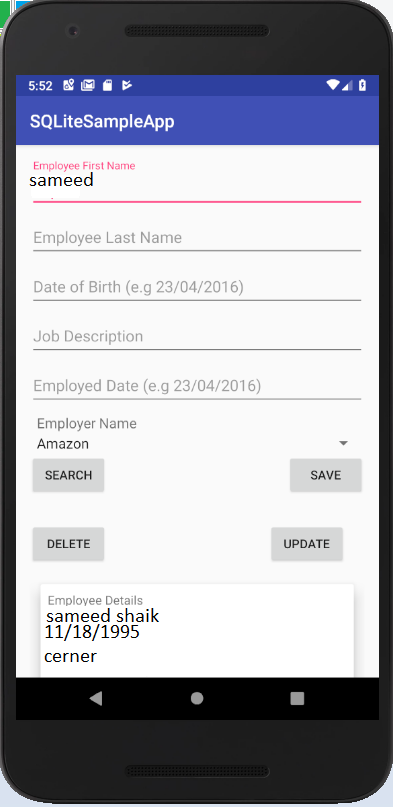 5:52
SQLiteSampleApp
Employee First Name
sameed
Employee Last Name
Date of Birth (e.g 23/04/2016)
Job Description
Employed Date (e.g 23/04/2016)
Employer Name
Amazon
SEARCH SAVE
DELETE UPDATE
Employee Details
sameed shaik
11/18/1995
cerner